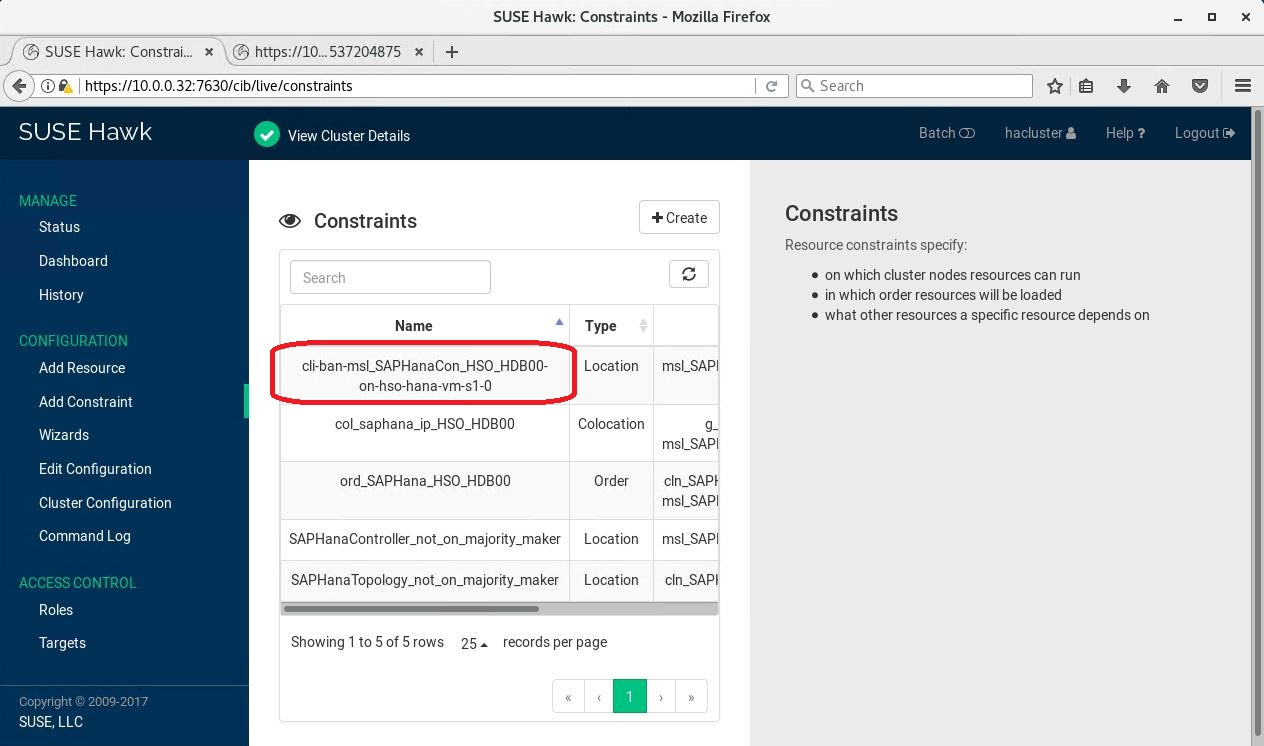 SUSE Hawk: Constraints - Mozilla Firefox
SUSE Hawk: Constrai...
https://10.0...537204875
https://10.0.0.32:7630/cib/live/constraints
Search
SUSE Hawk
View Cluster Details
Batch
hacluster
Help ?
Logout
MANAGE
Status
Dashboard
History
CONFIGURATION
Add Resource
Add Constraint
Wizards
Edit Configuration
Cluster Configuration
Command Log
ACCESS CONTROL
Roles
Targets
Copyright © 2009-2017
SUSE, LLC
Constraints
Create
Search
Name Type
cli-ban-msl_SAPHanaCon_HSO_HDB00- Location msl_SAPH
on-hso-hana-vm-s1-0
col_saphana_ip_HSO_HDB00 Colocation g_
msl_SAPH
ord_SAPHana_HSO_HDB00 Order cln_SAPH
msl_SAPH
SAPHanaController_not_on_majority_maker Location msl_SAPH
SAPHanaTopology_not_on_majority_maker Location cln_SAPH
Showing 1 to 5 of 5 rows 25 records per page
« ‹ 1 › »
Constraints
Resource constraints specify:
• on which cluster nodes resources can run
• in which order resources will be loaded
• what other resources a specific resource depends on